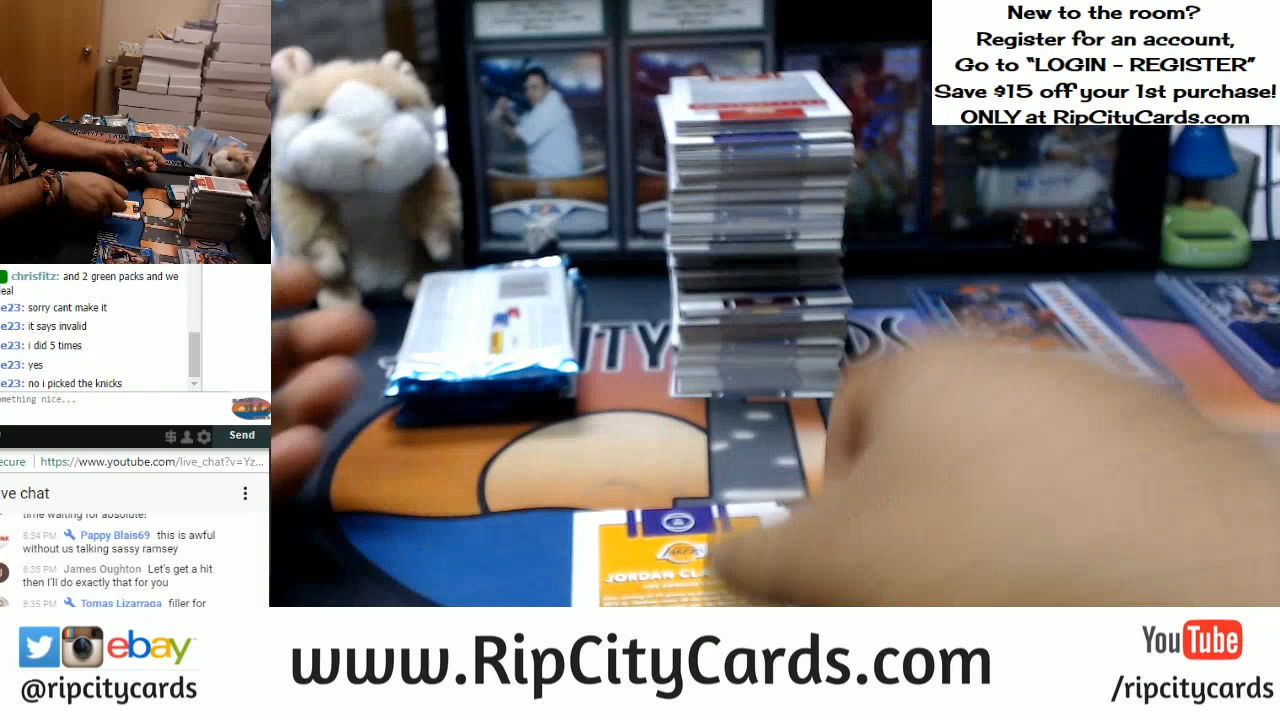 New to the room?
Register for an account,
Go to “LOGIN - REGISTER”
Save $15 off your 1st purchase!
ONLY at RipCityCards.com
chrisfitz: and 2 green packs and we
eal
e23: sorry cant make it
e23: it says invalid
e23: i did 5 times
e23: yes
e23: no i picked the knicks
omething nice...
Send
ecure
https://www.youtube.com/live_chat?v=Yz...
ve chat
time waiting for absolute!
8:34 PM Pappy Blais69 this is awful
without us talking sassy ramsey
8:35 PM James Oughton Let's get a hit
then I'll do exactly that for you
8:35 PM Tomas Lizarraga filler for
LAKERS
JORDAN CLA
ebay
@ripcitycards
www.RipCityCards.com
YouTube
/ripcitycards